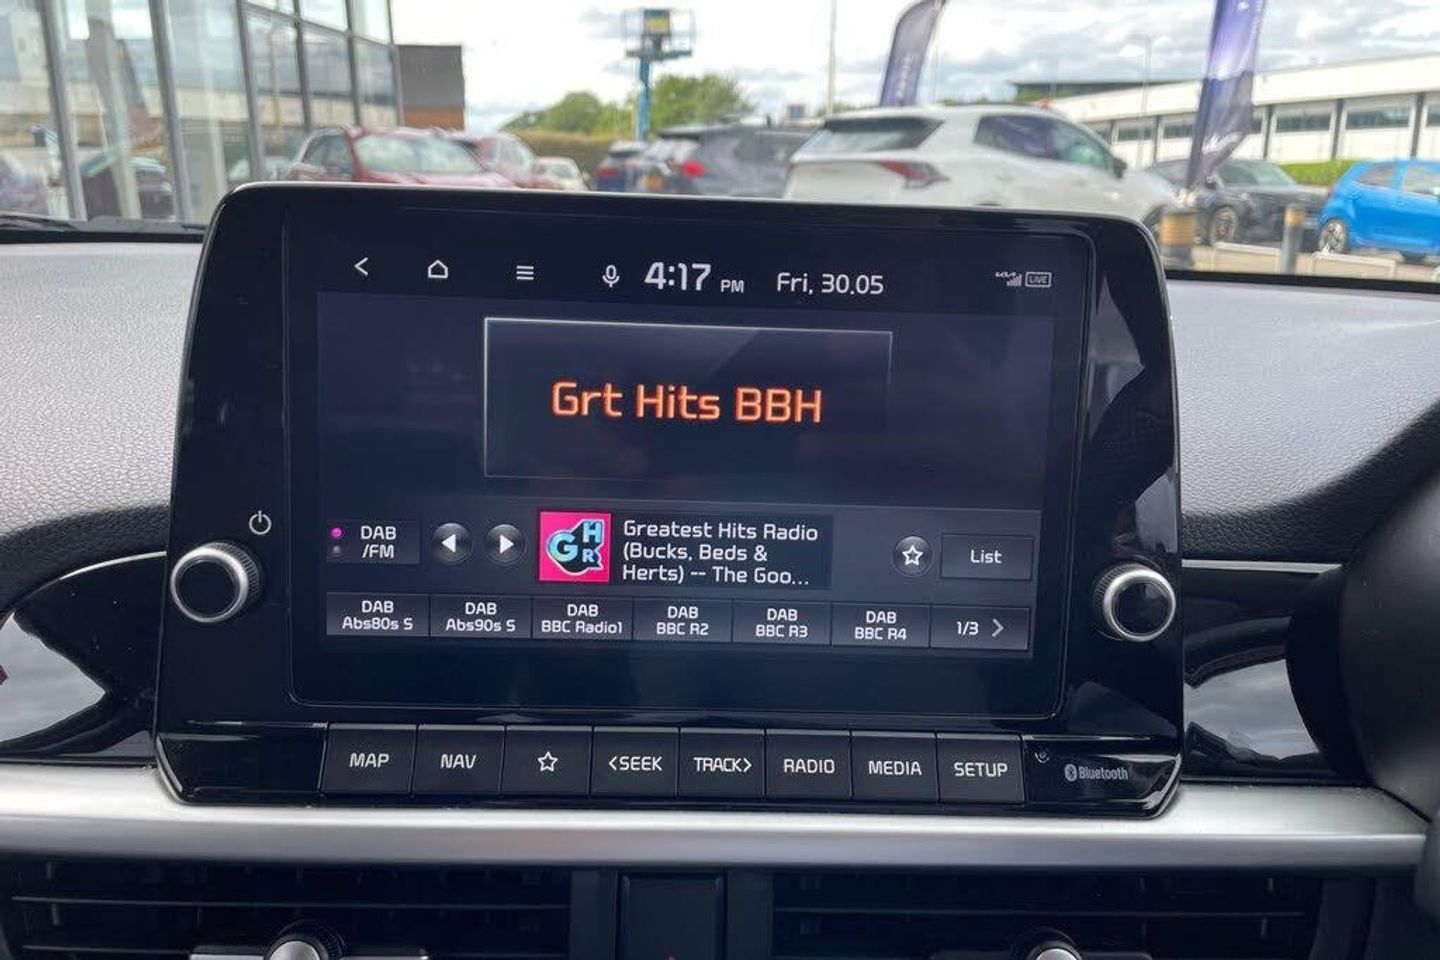 4:17 PM Fri, 30.05 LIVE
Grt Hits BBH
DAB
/FM
GHR
Greatest Hits Radio
(Bucks, Beds &
Herts) -- The Goo...
List
DAB
Abs80s S
DAB
Abs90s S
DAB
BBC Radio1
DAB
BBC R2
DAB
BBC R3
DAB
BBC R4
1/3 >
MAP
NAV
<SEEK
TRACK>
RADIO
MEDIA
SETUP
Bluetooth